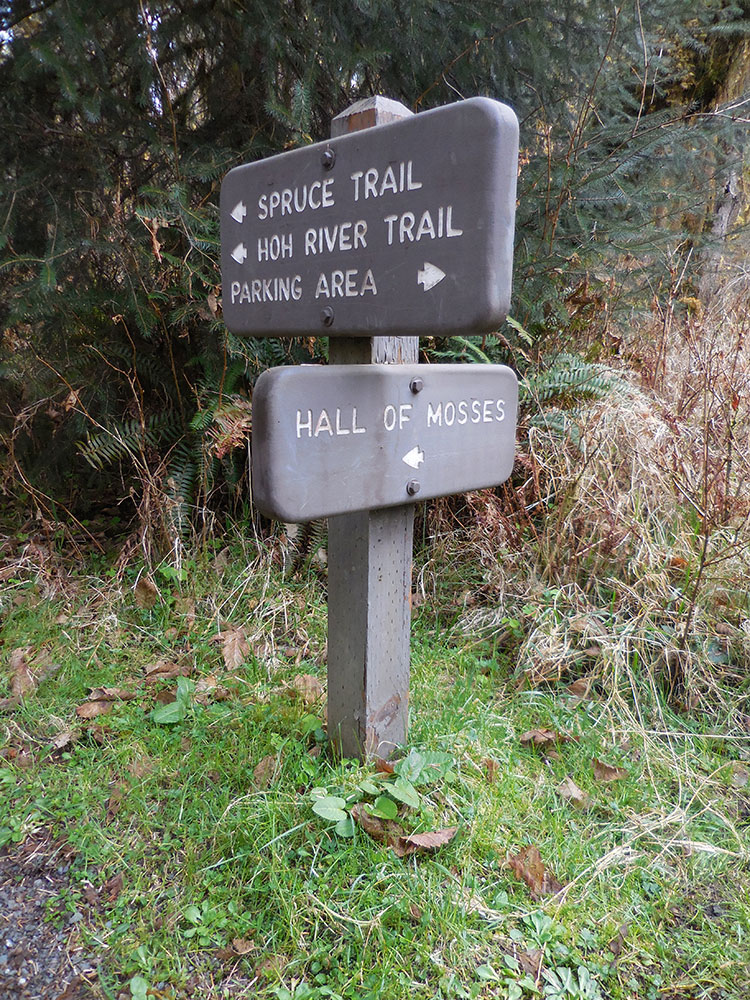 SPRUCE TRAIL
HOH RIVER TRAIL
PARKING AREA
HALL OF MOSSES